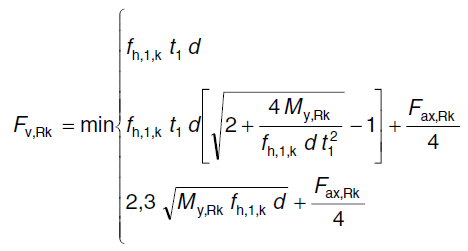 f_h,1,k t_1 d
F_v,Rk = min { f_h,1,k t_1 d [ √(2 + 4 M_y,Rk / (f_h,1,k d t_1^2)) − 1 ] + F_ax,Rk / 4
2,3 √(M_y,Rk f_h,1,k d) + F_ax,Rk / 4